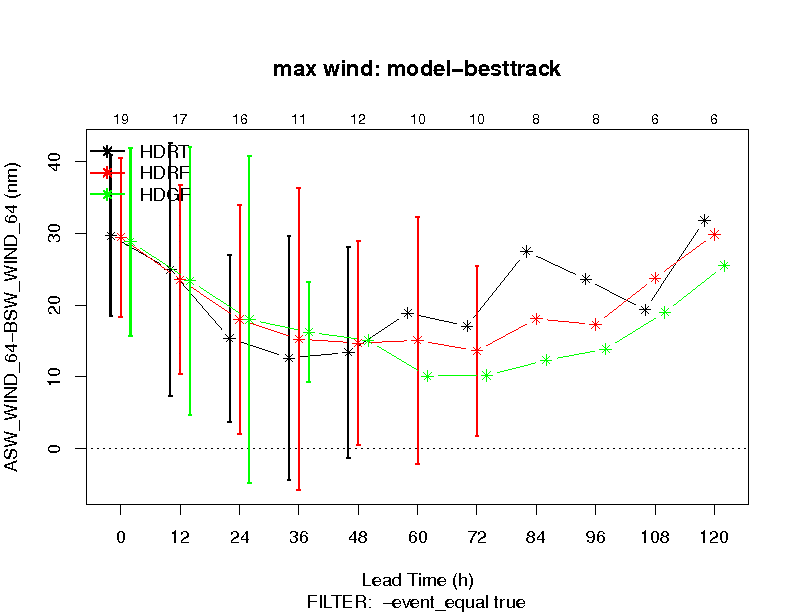 max wind: model-besttrack
19 17 16 11 12 10 10 8 8 6 6
HDRT
HDRF
HDGF
ASW_WIND_64-BSW_WIND_64 (nm)
40
30
20
10
0
0 12 24 36 48 60 72 84 96 108 120
Lead Time (h)
FILTER: -event_equal true